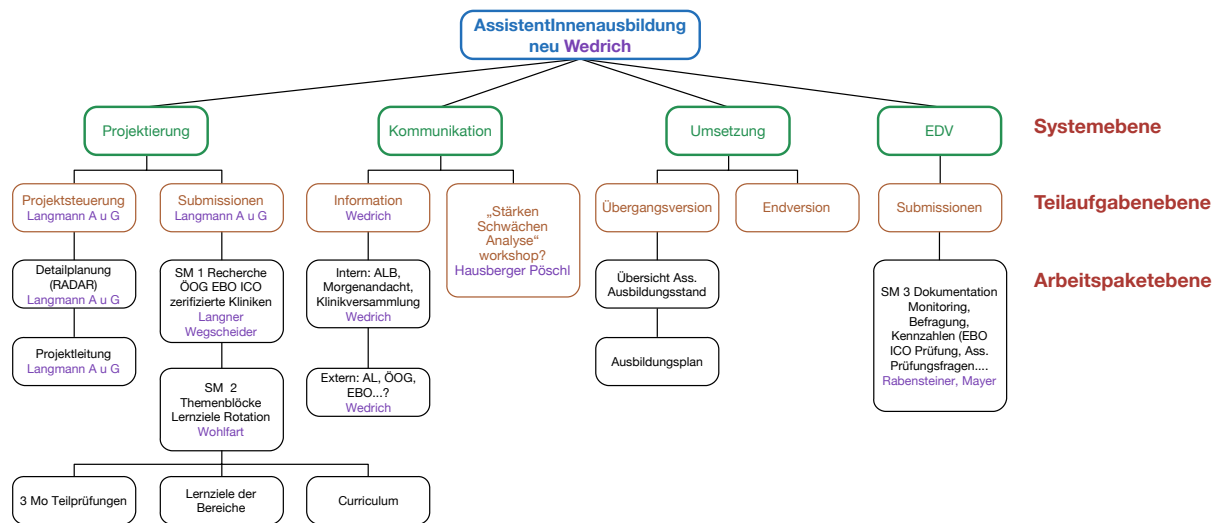 AssistentInnenausbildung
neu Wedrich
Projektierung
Kommunikation
Umsetzung
EDV
Systemebene
Projektsteuerung
Langmann A u G
Submissionen
Langmann A u G
Information
Wedrich
„Stärken
Schwächen
Analyse“
workshop?
Hausberger Pöschl
Übergangsversion
Endversion
Submissionen
Teilaufgabenebene
Detailplanung
(RADAR)
Langmann A u G
SM 1 Recherche
ÖOG EBO ICO
zerifizierte Kliniken
Langner
Wegscheider
Intern: ALB,
Morgenandacht,
Klinikversammlung
Wedrich
Übersicht Ass.
Ausbildungsstand
SM 3 Dokumentation
Monitoring,
Befragung,
Kennzahlen (EBO
ICO Prüfung, Ass.
Prüfungsfragen....
Rabensteiner, Mayer
Arbeitspaketebene
Projektleitung
Langmann A u G
SM 2
Themenblöcke
Lernziele Rotation
Wohlfart
Extern: AL, ÖOG,
EBO...?
Wedrich
Ausbildungsplan
3 Mo Teilprüfungen
Lernziele der
Bereiche
Curriculum